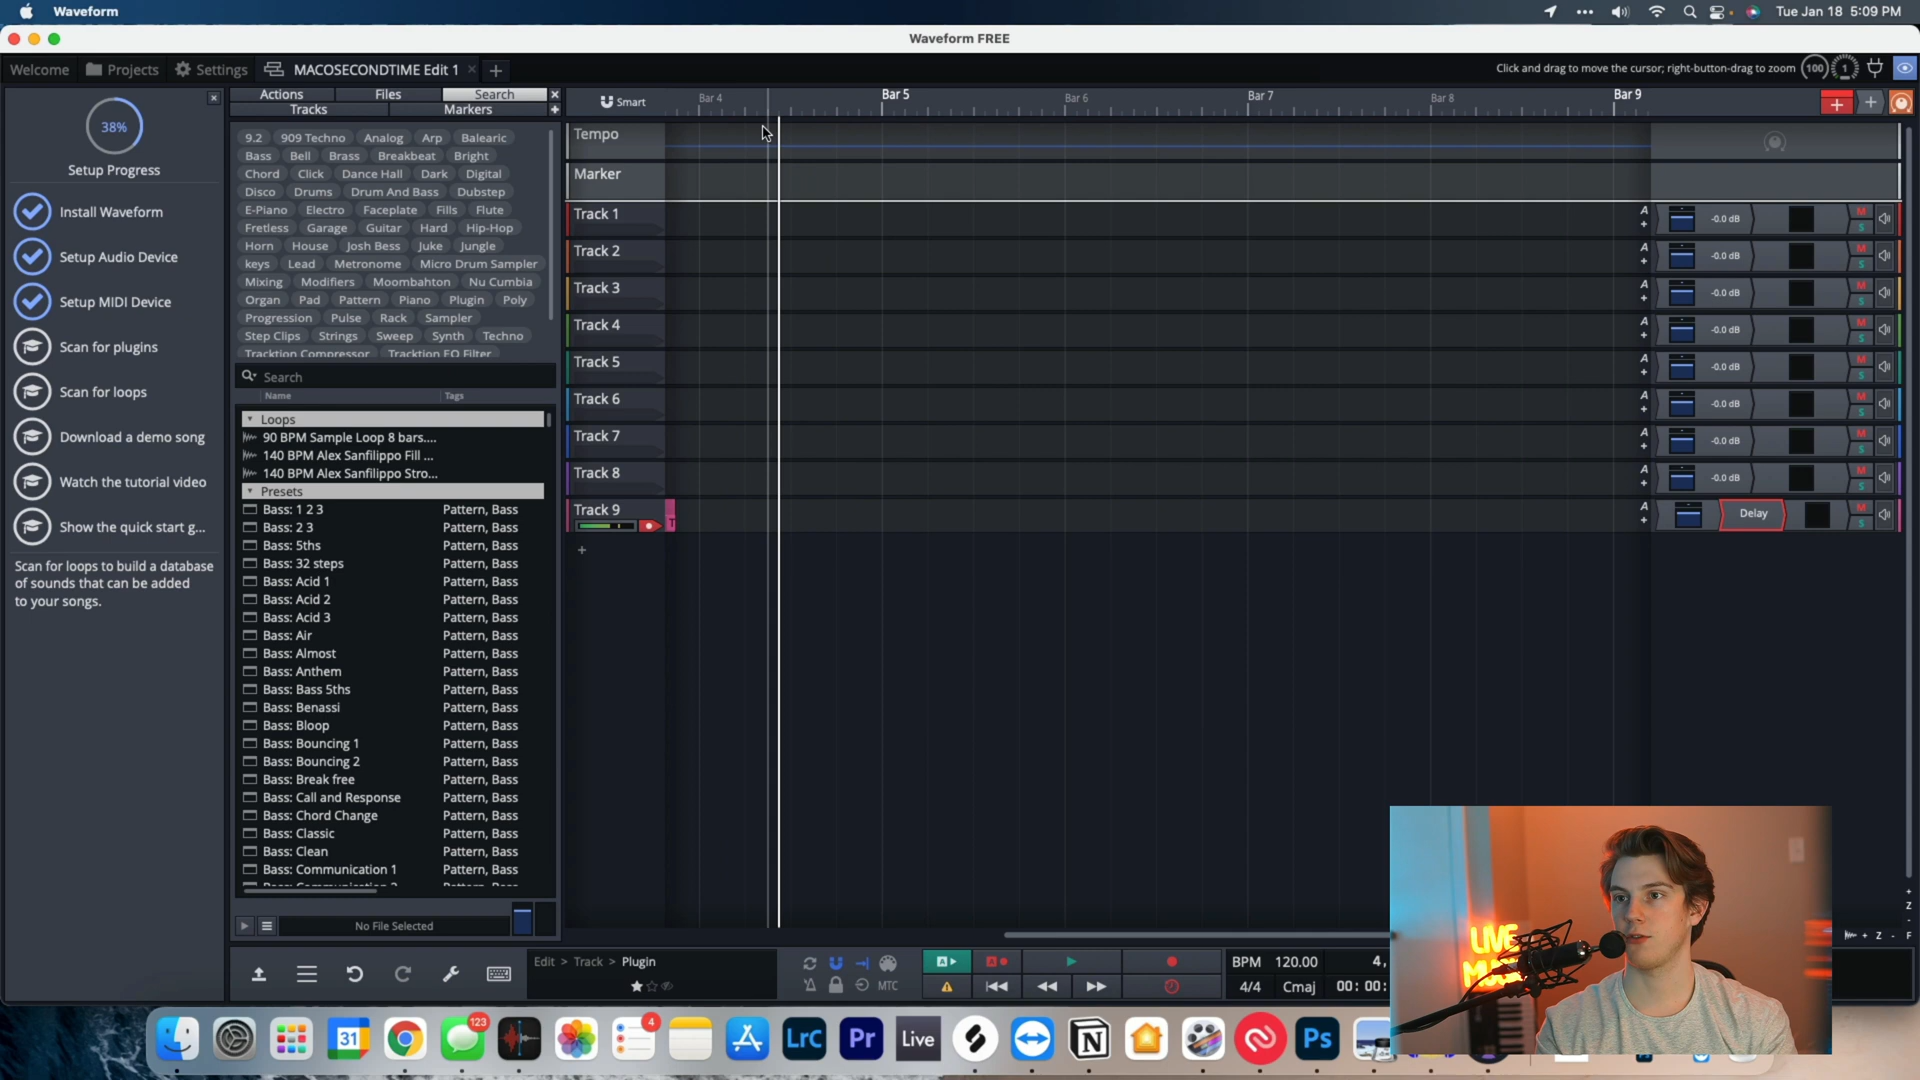 Waveform
Tue Jan 18 5:09 PM
Waveform FREE
Welcome
Projects
Settings
MACOSECONDTIME Edit 1
Click and drag to move the cursor; right-button-drag to zoom
100
1
38%
Setup Progress
Install Waveform
Setup Audio Device
Setup MIDI Device
Scan for plugins
Scan for loops
Download a demo song
Watch the tutorial video
Show the quick start g...
Scan for loops to build a database
of sounds that can be added
to your songs.
Actions Files Search
Tracks Markers
9.2 909 Techno Analog Arp Balearic
Bass Bell Brass Breakbeat Bright
Chord Click Dance Hall Dark Digital
Disco Drums Drum And Bass Dubstep
E-Piano Electro Faceplate Fills Flute
Fretless Garage Guitar Hard Hip-Hop
Horn House Josh Bess Juke Jungle
keys Lead Metronome Micro Drum Sampler
Mixing Modifiers Moombahton Nu Cumbia
Organ Pad Pattern Piano Plugin Poly
Progression Pulse Rack Sampler
Step Clips Strings Sweep Synth Techno
Tracktion Compressor Tracktion EQ Filter
Search
Name Tags
Loops
90 BPM Sample Loop 8 bars....
140 BPM Alex Sanfilippo Fill ...
140 BPM Alex Sanfilippo Stro...
Presets
Bass: 1 2 3 Pattern, Bass
Bass: 2 3 Pattern, Bass
Bass: 5ths Pattern, Bass
Bass: 32 steps Pattern, Bass
Bass: Acid 1 Pattern, Bass
Bass: Acid 2 Pattern, Bass
Bass: Acid 3 Pattern, Bass
Bass: Air Pattern, Bass
Bass: Almost Pattern, Bass
Bass: Anthem Pattern, Bass
Bass: Bass 5ths Pattern, Bass
Bass: Benassi Pattern, Bass
Bass: Bloop Pattern, Bass
Bass: Bouncing 1 Pattern, Bass
Bass: Bouncing 2 Pattern, Bass
Bass: Break free Pattern, Bass
Bass: Call and Response Pattern, Bass
Bass: Chord Change Pattern, Bass
Bass: Classic Pattern, Bass
Bass: Clean Pattern, Bass
Bass: Communication 1 Pattern, Bass
No File Selected
Smart
Bar 4 Bar 5 Bar 6 Bar 7 Bar 8 Bar 9
Tempo
Marker
Track 1 A -0.0 dB M S
Track 2 A -0.0 dB M S
Track 3 A -0.0 dB M S
Track 4 A -0.0 dB M S
Track 5 A -0.0 dB M S
Track 6 A -0.0 dB M S
Track 7 A -0.0 dB M S
Track 8 A -0.0 dB M S
Track 9 T A Delay M S
Z
Z F
Edit > Track > Plugin
MTC
A
A
BPM 120.00 4,
4/4 Cmaj 00: 00:
LIVE
MUSIC
31
123
4
LrC
Pr
Live
N
Ps